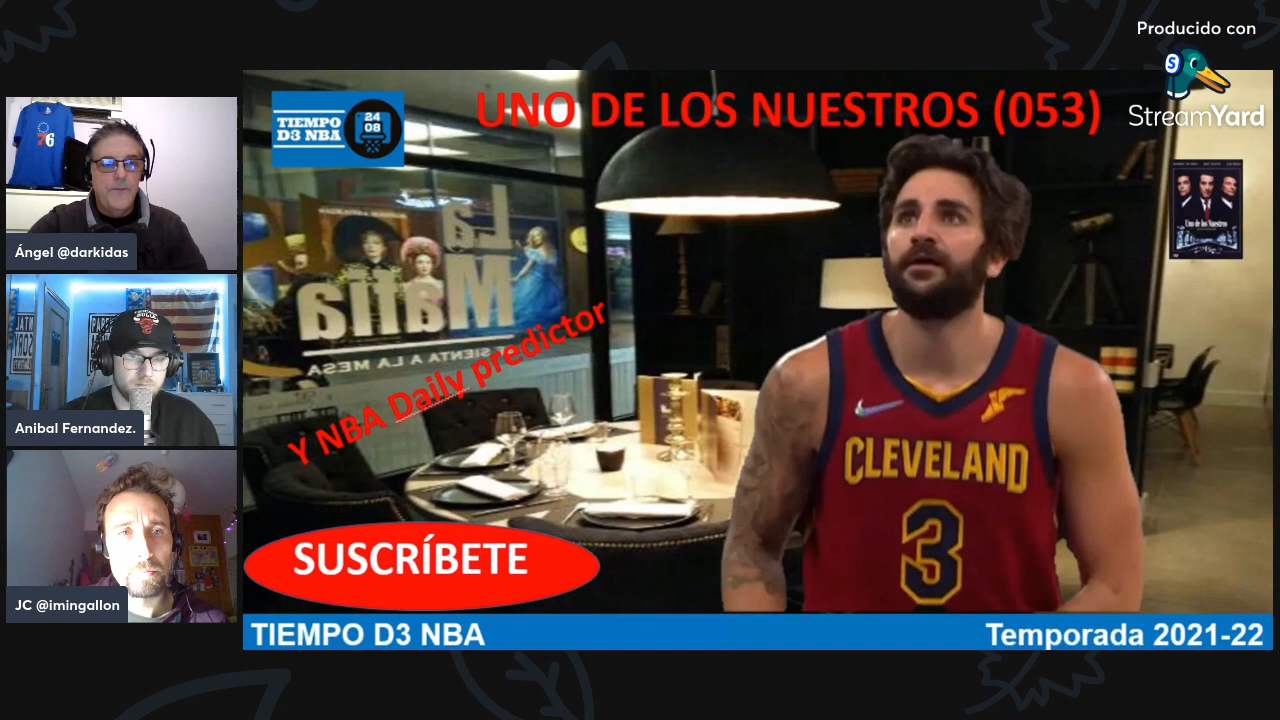 Producido con
StreamYard
TIEMPO
D3 NBA
24
08
UNO DE LOS NUESTROS (053)
76
Ángel @darkidas
Anibal Fernandez.
JC @imingallon
La
Mafia
SE SIENTA A LA MESA
Y NBA Daily predictor
Uno de los Nuestros
CLEVELAND
3
SUSCRÍBETE
TIEMPO D3 NBA
Temporada 2021-22